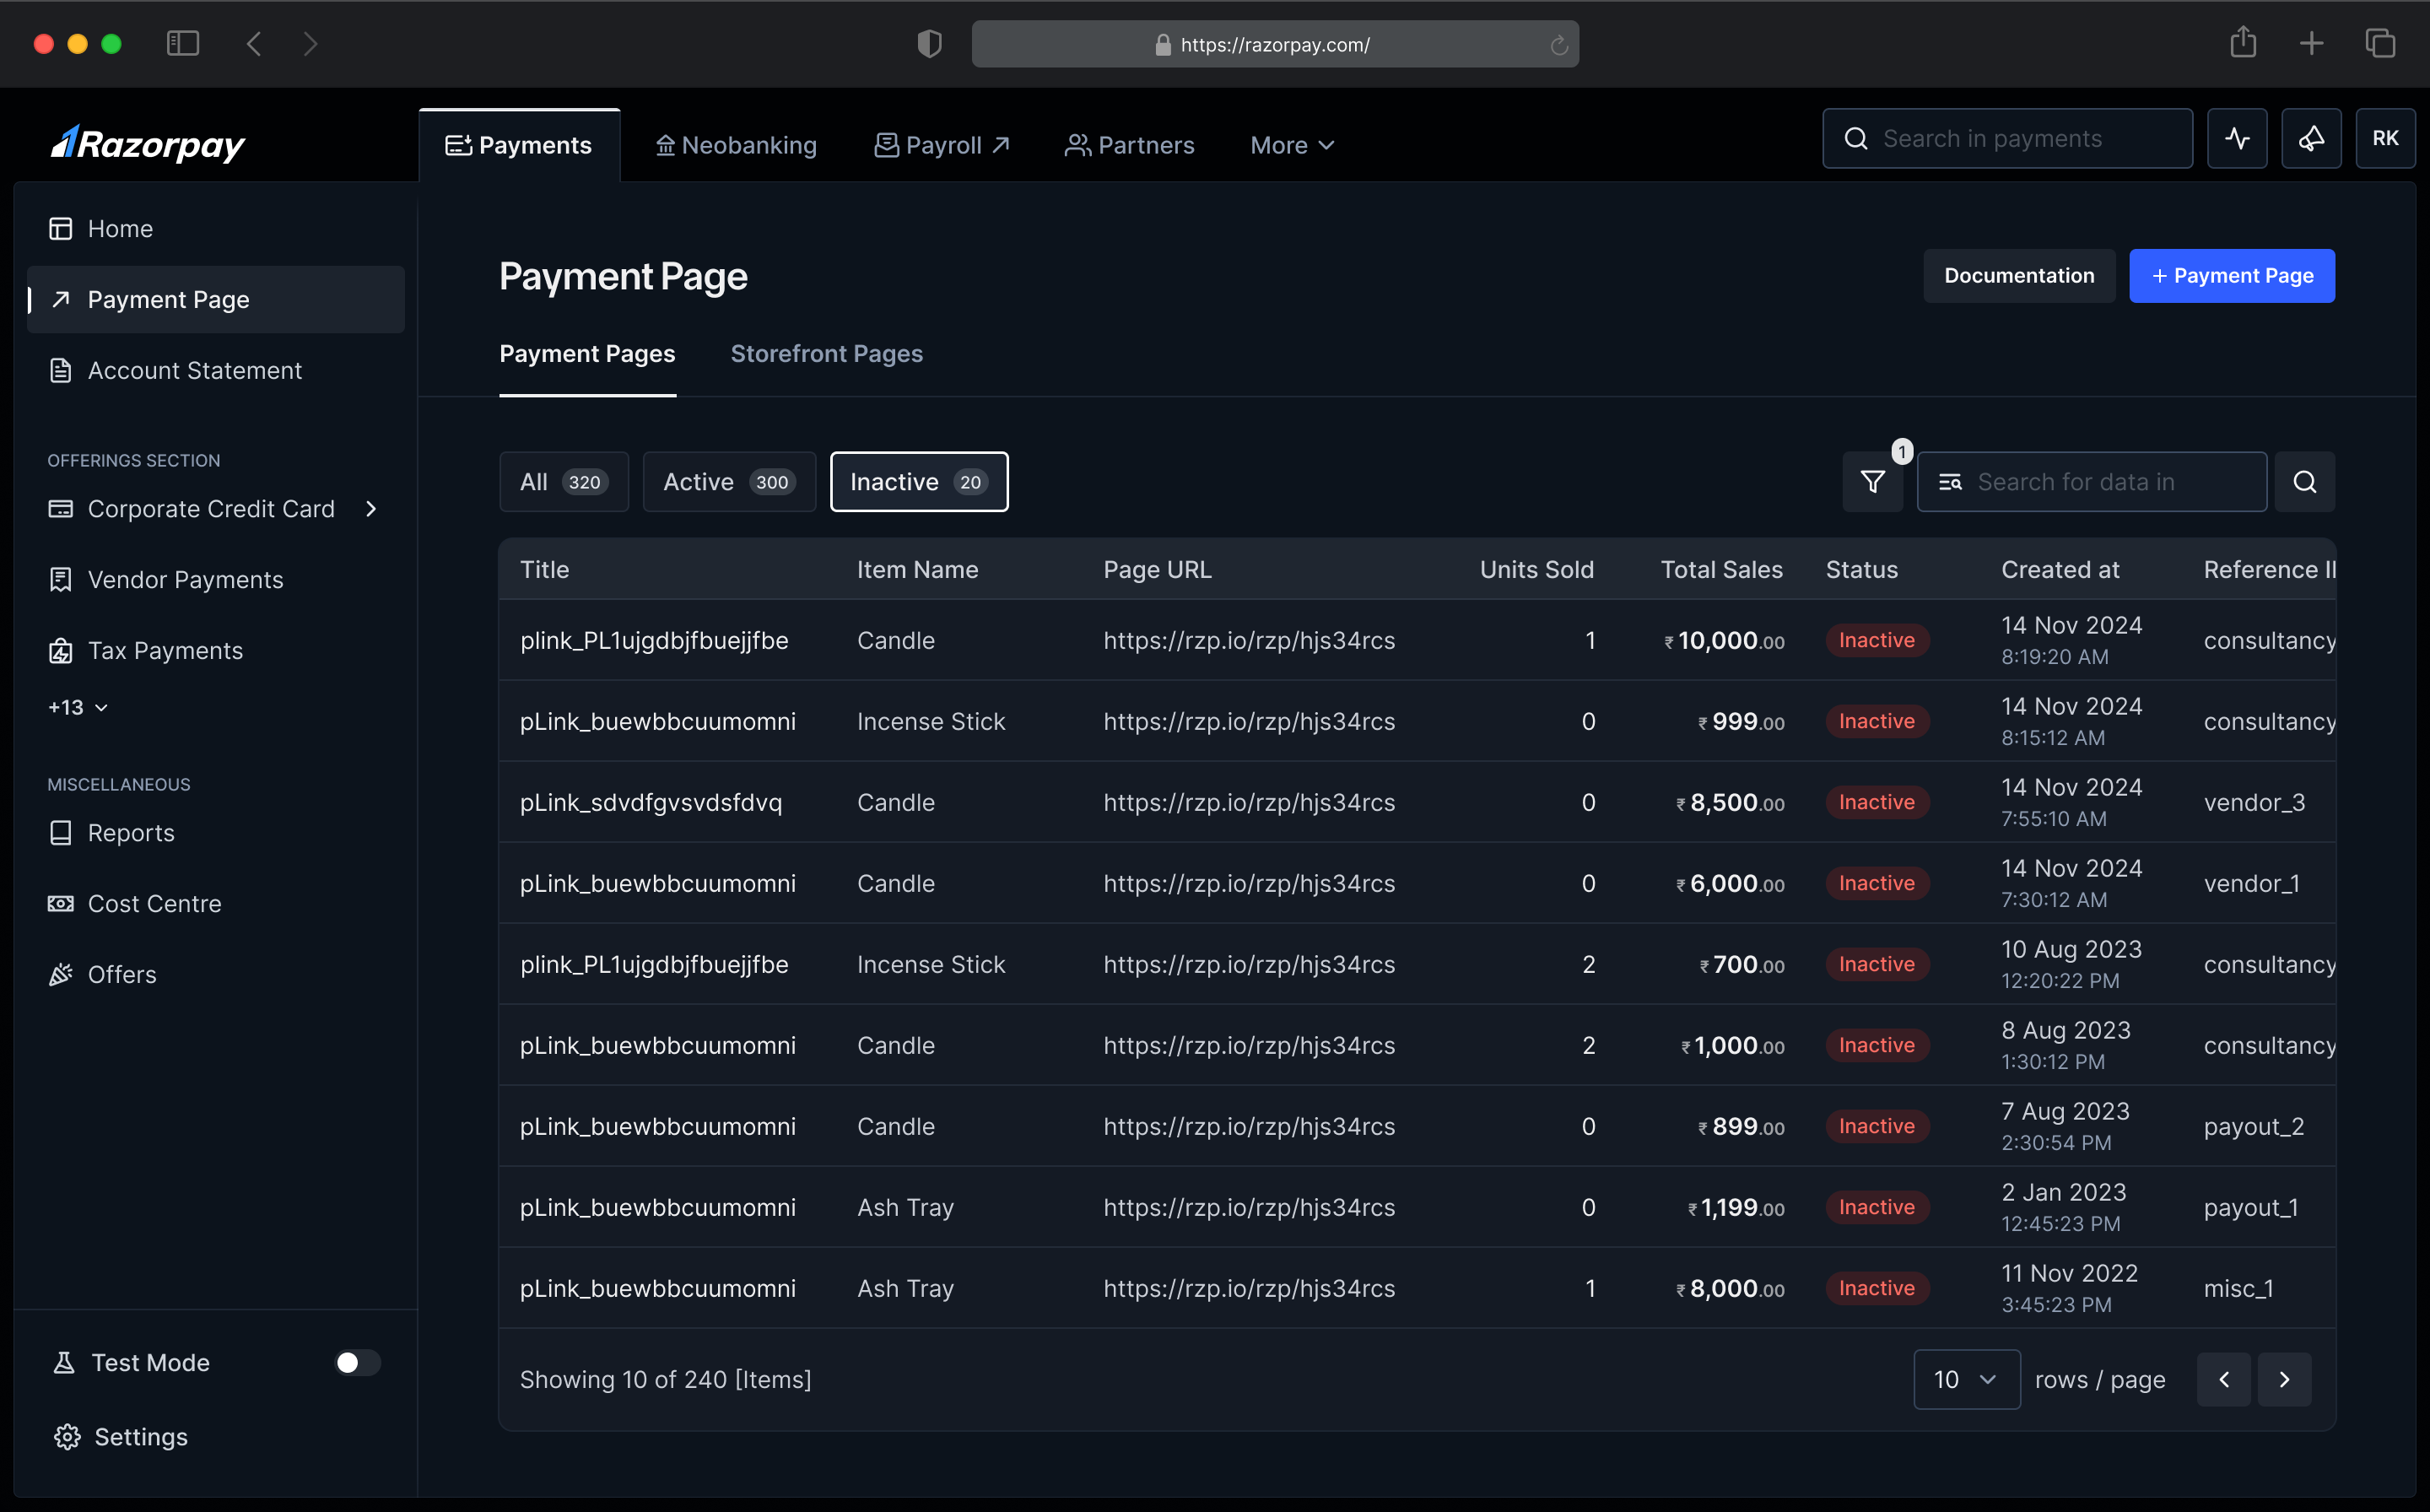 https://razorpay.com/
Razorpay
Payments
Neobanking
Payroll
Partners
More
Search in payments
RK
Home
Payment Page
Account Statement
OFFERINGS SECTION
Corporate Credit Card
Vendor Payments
Tax Payments
+13
MISCELLANEOUS
Reports
Cost Centre
Offers
Test Mode
Settings
Payment Page
Documentation
+ Payment Page
Payment Pages
Storefront Pages
All 320
Active 300
Inactive 20
1
Search for data in
Title Item Name Page URL Units Sold Total Sales Status Created at Reference I
plink_PL1ujgdbjfbuejjfbe Candle https://rzp.io/rzp/hjs34rcs 1 ₹10,000.00 Inactive 14 Nov 2024 consultancy
8:19:20 AM
pLink_buewbbcuumomni Incense Stick https://rzp.io/rzp/hjs34rcs 0 ₹999.00 Inactive 14 Nov 2024 consultancy
8:15:12 AM
pLink_sdvdfgvsvdsfdvq Candle https://rzp.io/rzp/hjs34rcs 0 ₹8,500.00 Inactive 14 Nov 2024 vendor_3
7:55:10 AM
pLink_buewbbcuumomni Candle https://rzp.io/rzp/hjs34rcs 0 ₹6,000.00 Inactive 14 Nov 2024 vendor_1
7:30:12 AM
plink_PL1ujgdbjfbuejjfbe Incense Stick https://rzp.io/rzp/hjs34rcs 2 ₹700.00 Inactive 10 Aug 2023 consultancy
12:20:22 PM
pLink_buewbbcuumomni Candle https://rzp.io/rzp/hjs34rcs 2 ₹1,000.00 Inactive 8 Aug 2023 consultancy
1:30:12 PM
pLink_buewbbcuumomni Candle https://rzp.io/rzp/hjs34rcs 0 ₹899.00 Inactive 7 Aug 2023 payout_2
2:30:54 PM
pLink_buewbbcuumomni Ash Tray https://rzp.io/rzp/hjs34rcs 0 ₹1,199.00 Inactive 2 Jan 2023 payout_1
12:45:23 PM
pLink_buewbbcuumomni Ash Tray https://rzp.io/rzp/hjs34rcs 1 ₹8,000.00 Inactive 11 Nov 2022 misc_1
3:45:23 PM
Showing 10 of 240 [Items]
10 rows / page